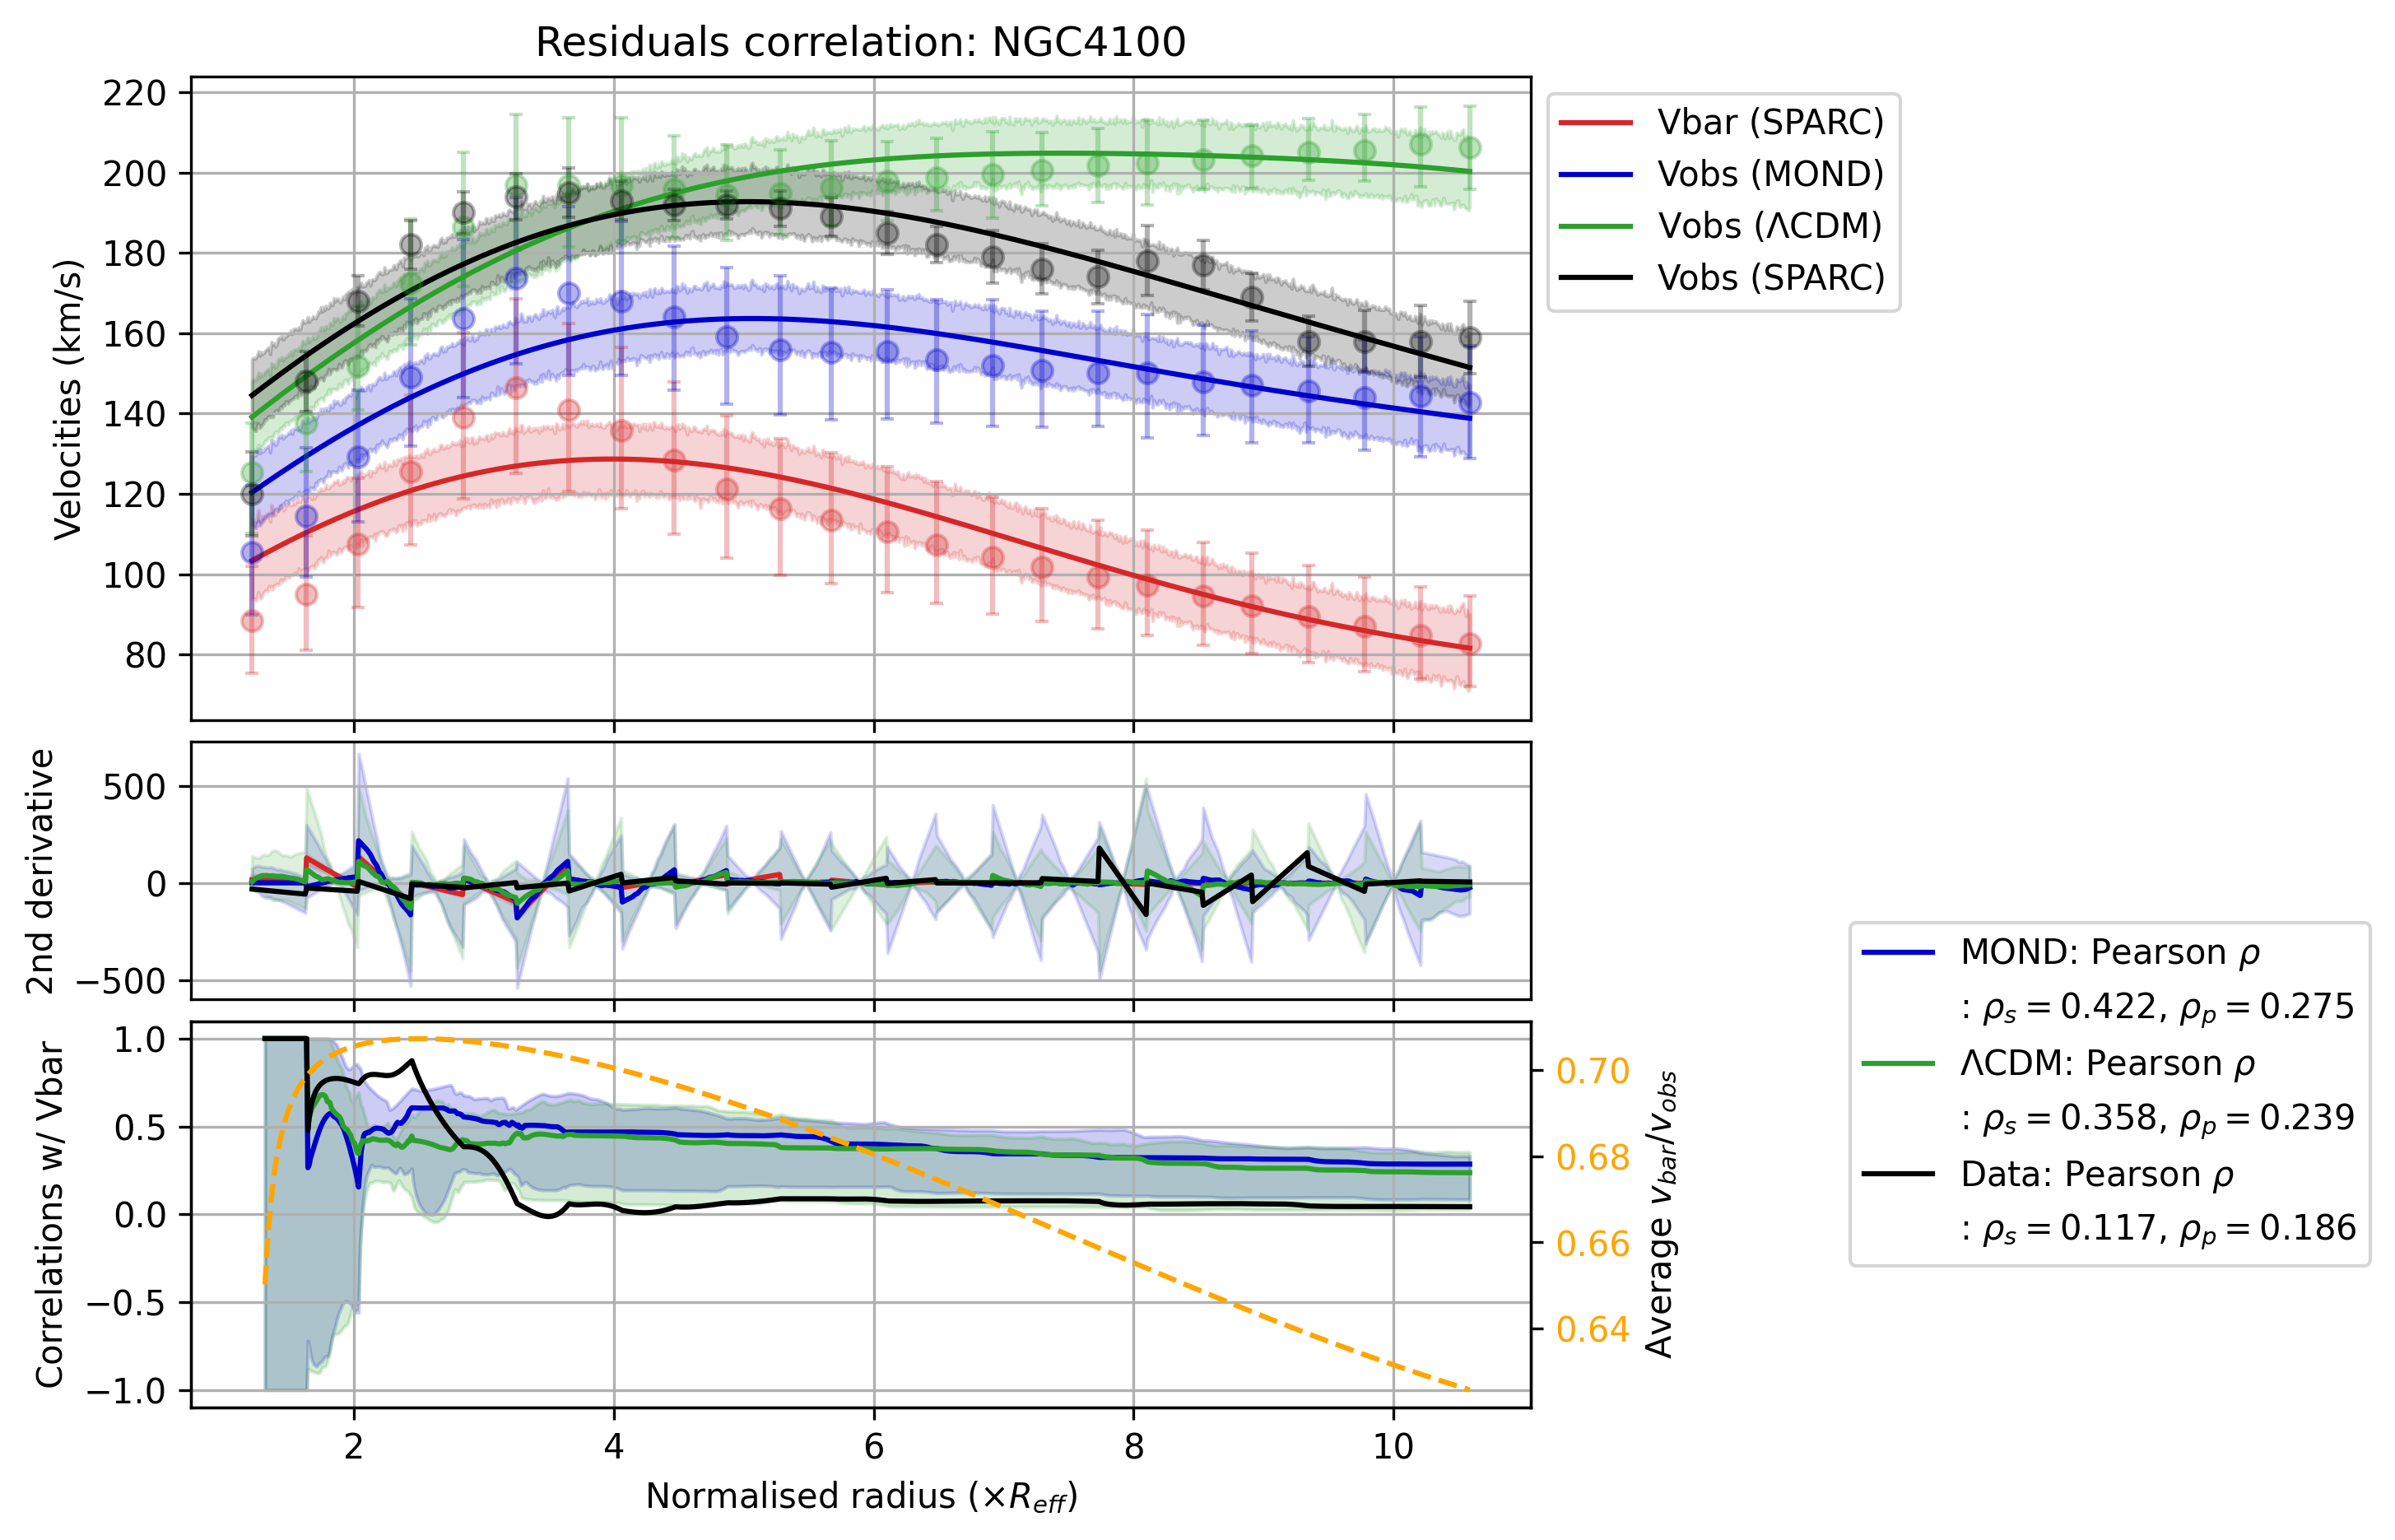 Residuals correlation: NGC4100
220
200
180
160
140
120
100
80
Velocities (km/s)
Vbar (SPARC)
Vobs (MOND)
Vobs (ΛCDM)
Vobs (SPARC)
500
0
−500
2nd derivative
1.0
0.5
0.0
−0.5
−1.0
Correlations w/ Vbar
0.70
0.68
0.66
0.64
Average v_bar/v_obs
MOND: Pearson ρ
: ρ_s = 0.422, ρ_p = 0.275
ΛCDM: Pearson ρ
: ρ_s = 0.358, ρ_p = 0.239
Data: Pearson ρ
: ρ_s = 0.117, ρ_p = 0.186
2 4 6 8 10
Normalised radius (×R_eff)